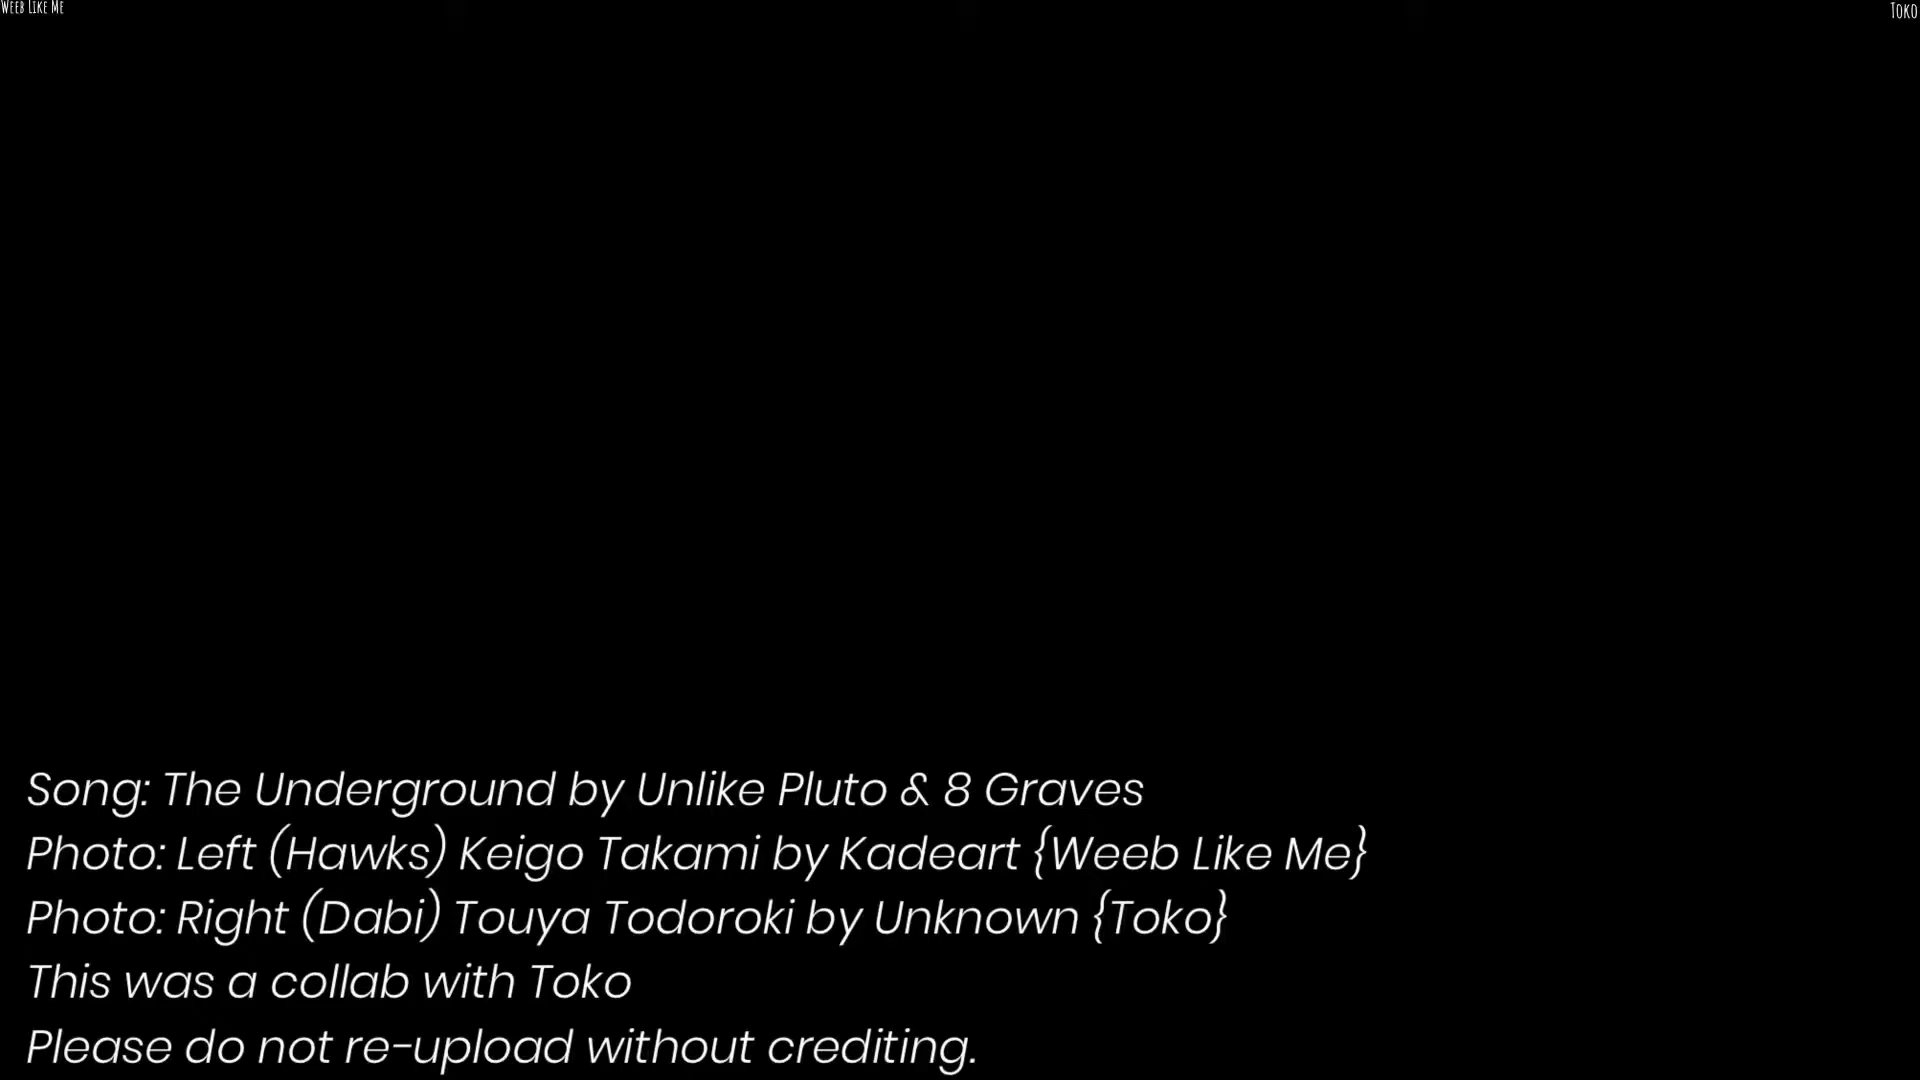 Weeb Like Me
Toko
Song: The Underground by Unlike Pluto & 8 Graves
Photo: Left (Hawks) Keigo Takami by Kadeart {Weeb Like Me}
Photo: Right (Dabi) Touya Todoroki by Unknown {Toko}
This was a collab with Toko
Please do not re-upload without crediting.